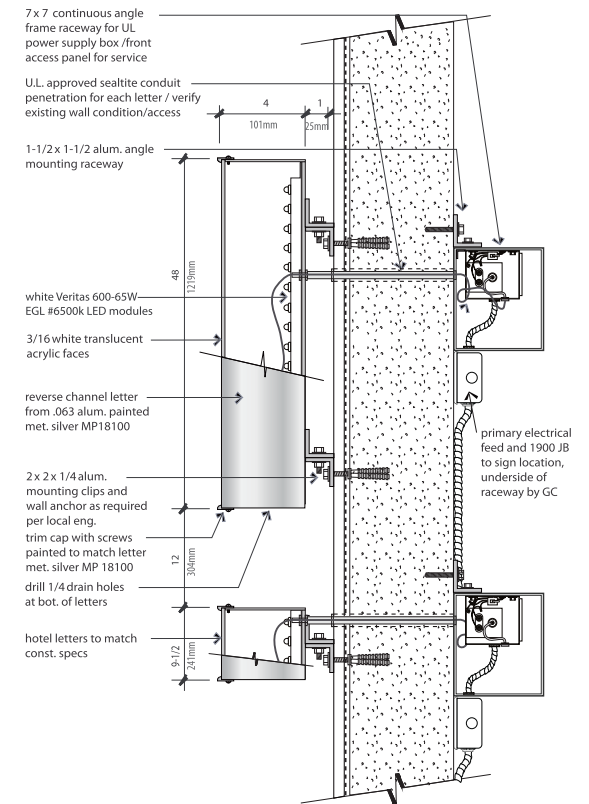 7 x 7 continuous angle
frame raceway for UL
power supply box /front
access panel for service
U.L. approved sealtite conduit
penetration for each letter / verify
existing wall condition/access
4
1
101mm
25mm
1-1/2 x 1-1/2 alum. angle
mounting raceway
48
1219mm
white Veritas 600-65W
EGL #6500k LED modules
3/16 white translucent
acrylic faces
reverse channel letter
from .063 alum. painted
met. silver MP18100
primary electrical
feed and 1900 JB
to sign location,
underside of
raceway by GC
2 x 2 x 1/4 alum.
mounting clips and
wall anchor as required
per local eng.
trim cap with screws
painted to match letter
met. silver MP 18100
12
304mm
drill 1/4 drain holes
at bot. of letters
hotel letters to match
const. specs
9-1/2
241mm